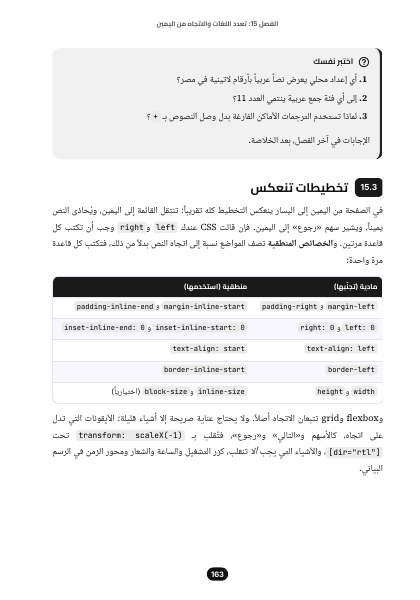 الفصل 15: تعدد اللغات والاتجاه من اليمين
اختبر نفسك
1. أي إعداد محلي يعرض نصاً عربياً بأرقام لاتينية في مصر؟
2. إلى أي فئة جمع عربية ينتمي العدد 11؟
3. لماذا تستخدم الترجمات الأماكن الفارغة بدل وصل النصوص بـ + ؟
الإجابات في آخر الفصل، بعد الخلاصة.
15.3 تخطيطات تنعكس
في الصفحة من اليمين إلى اليسار ينعكس التخطيط كله تقريباً: تنتقل القائمة إلى اليمين، ويُحاذى النص
يميناً، ويشير سهم «رجوع» إلى اليمين. فإن قالت CSS عندك left و right وجب أن تكتب كل
قاعدة مرتين. والخصائص المنطقية تصف المواضع نسبة إلى اتجاه النص بدلاً من ذلك، فتكتب كل قاعدة
مرة واحدة:
مادية (تجنّبها) منطقية (استخدمها)
margin-left و padding-right margin-inline-start و padding-inline-end
left: 0 و right: 0 inset-inline-start: 0 و inset-inline-end: 0
text-align: left text-align: start
border-left border-inline-start
width و height inline-size و block-size (اختيارياً)
وflexbox وgrid تتبعان الاتجاه أصلاً. ولا يحتاج عناية صريحة إلا أشياء قليلة: الأيقونات التي تدل
على اتجاه، كالأسهم و«التالي» و«رجوع»، فتُقلب بـ transform: scaleX(-1) تحت
[dir="rtl"]، والأشياء التي يجب ألا تنقلب، كزر التشغيل والساعة والشعار ومحور الزمن في الرسم
البياني.
163